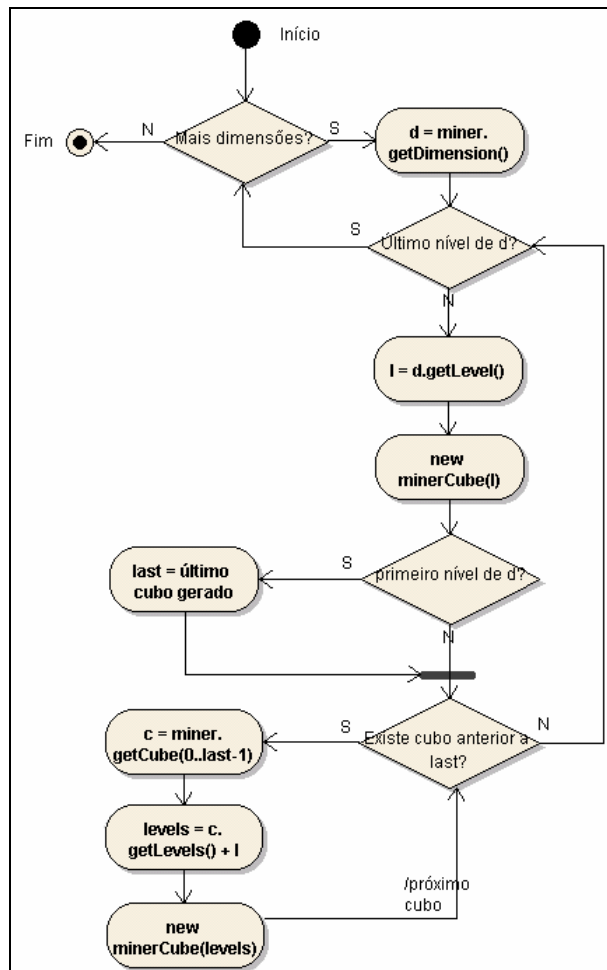 Início
Fim
N
Mais dimensões?
S
d = miner.
getDimension()
S
Último nível de d?
N
l = d.getLevel()
new
minerCube(l)
last = último
cubo gerado
S
primeiro nível de d?
N
c = miner.
getCube(0..last-1)
S
Existe cubo anterior a
last?
N
levels = c.
getLevels() + l
/próximo
cubo
new
minerCube(levels)